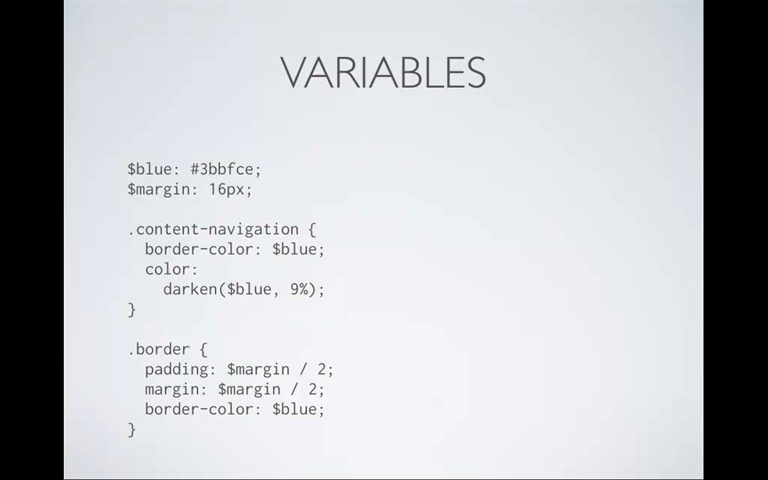 VARIABLES
$blue: #3bbfce;
$margin: 16px;
.content-navigation {
border-color: $blue;
color:
darken($blue, 9%);
}
.border {
padding: $margin / 2;
margin: $margin / 2;
border-color: $blue;
}